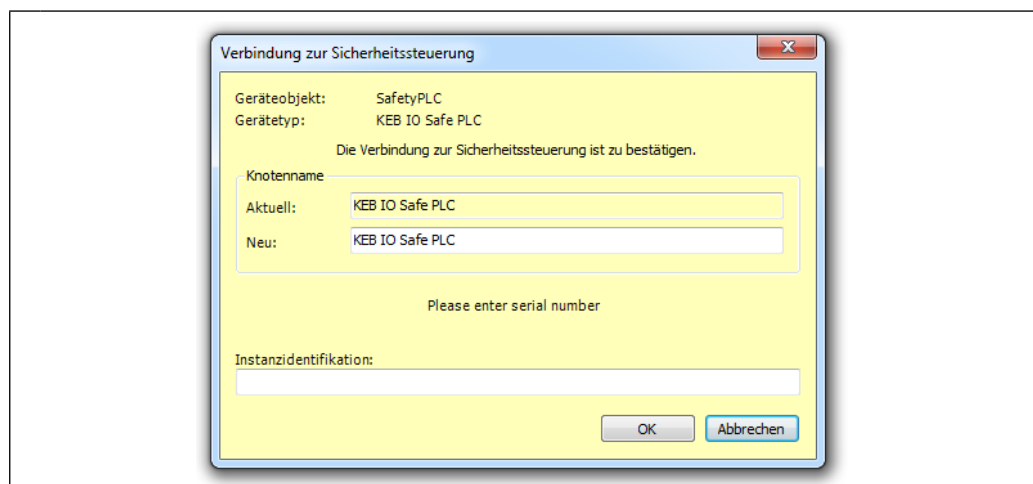 Verbindung zur Sicherheitssteuerung
Geräteobjekt: SafetyPLC
Gerätetyp: KEB IO Safe PLC
Die Verbindung zur Sicherheitssteuerung ist zu bestätigen.
Knotenname
Aktuell: KEB IO Safe PLC
Neu: KEB IO Safe PLC
Please enter serial number
Instanzidentifikation:
OK Abbrechen